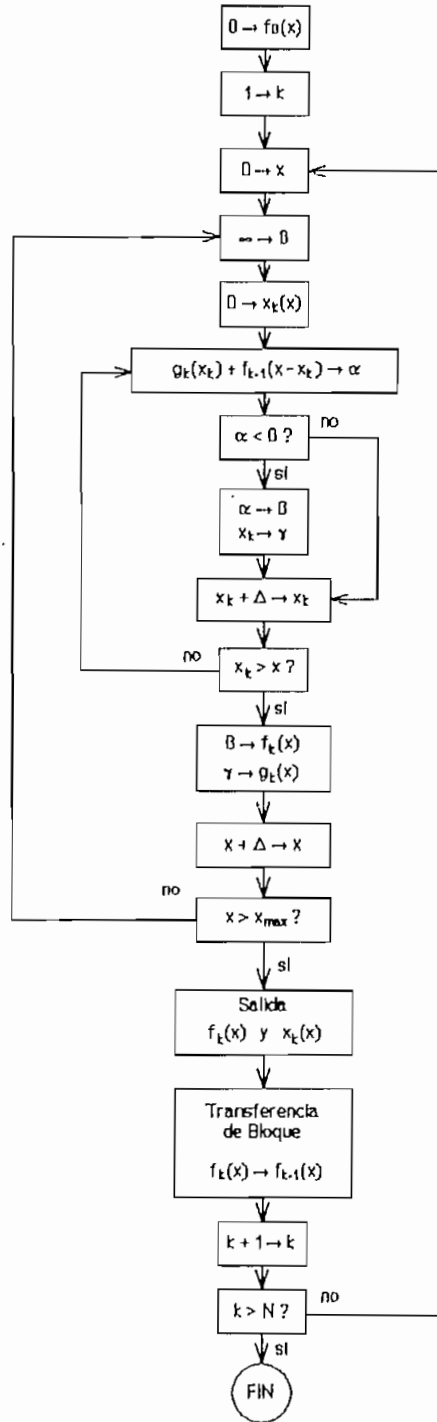 0 → f₀(x)
1 → k
0 → x
∞ → β
0 → xₖ(x)
gₖ(xₖ) + fₖ₋₁(x - xₖ) → α
α < β ?
no
si
α → β
xₖ → γ
xₖ + Δ → xₖ
no
xₖ > x ?
si
β → fₖ(x)
γ → gₖ(x)
x + Δ → x
no
x > xₘₐₓ ?
si
Salida
fₖ(x) y xₖ(x)
Transferencia
de Bloque
fₖ(x) → fₖ₋₁(x)
k + 1 → k
k > N ?
no
si
FIN